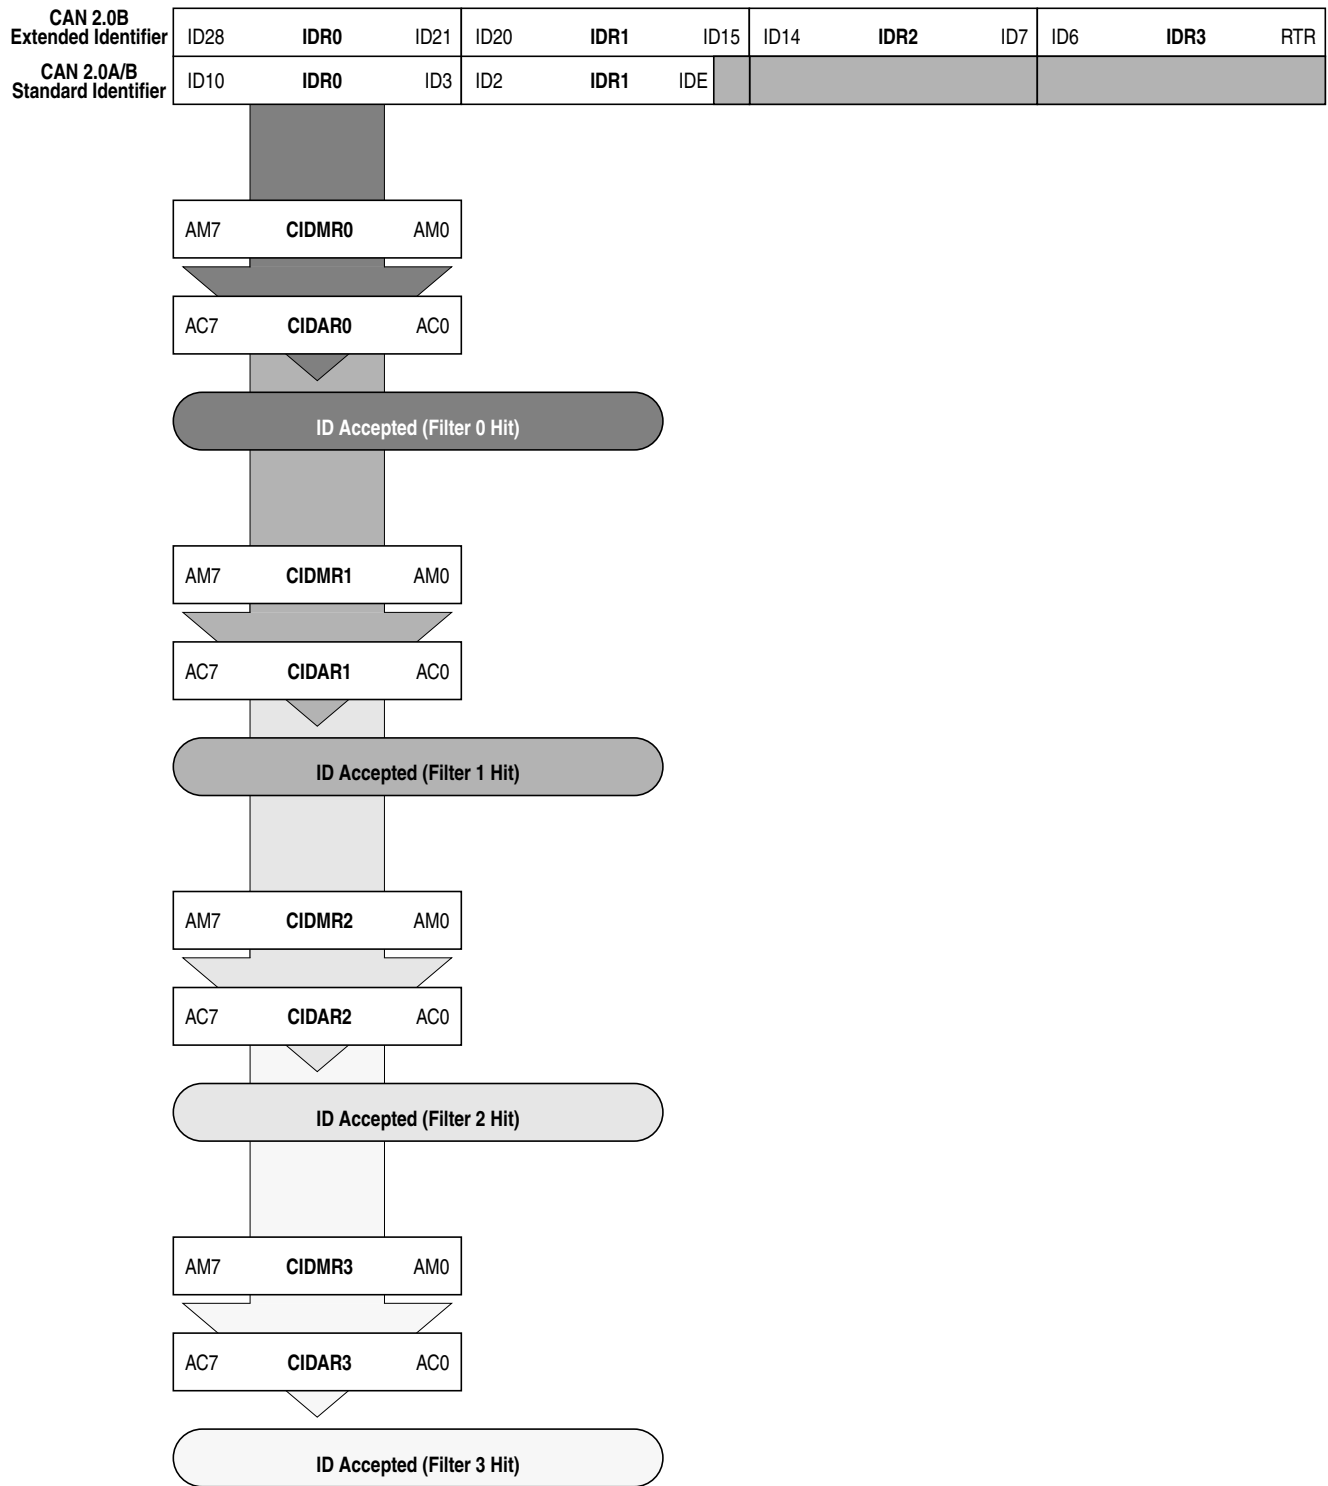 CAN 2.0B
Extended Identifier ID28 IDR0 ID21 ID20 IDR1 ID15 ID14 IDR2 ID7 ID6 IDR3 RTR
CAN 2.0A/B
Standard Identifier ID10 IDR0 ID3 ID2 IDR1 IDE
AM7 CIDMR0 AM0
AC7 CIDAR0 AC0
ID Accepted (Filter 0 Hit)
AM7 CIDMR1 AM0
AC7 CIDAR1 AC0
ID Accepted (Filter 1 Hit)
AM7 CIDMR2 AM0
AC7 CIDAR2 AC0
ID Accepted (Filter 2 Hit)
AM7 CIDMR3 AM0
AC7 CIDAR3 AC0
ID Accepted (Filter 3 Hit)